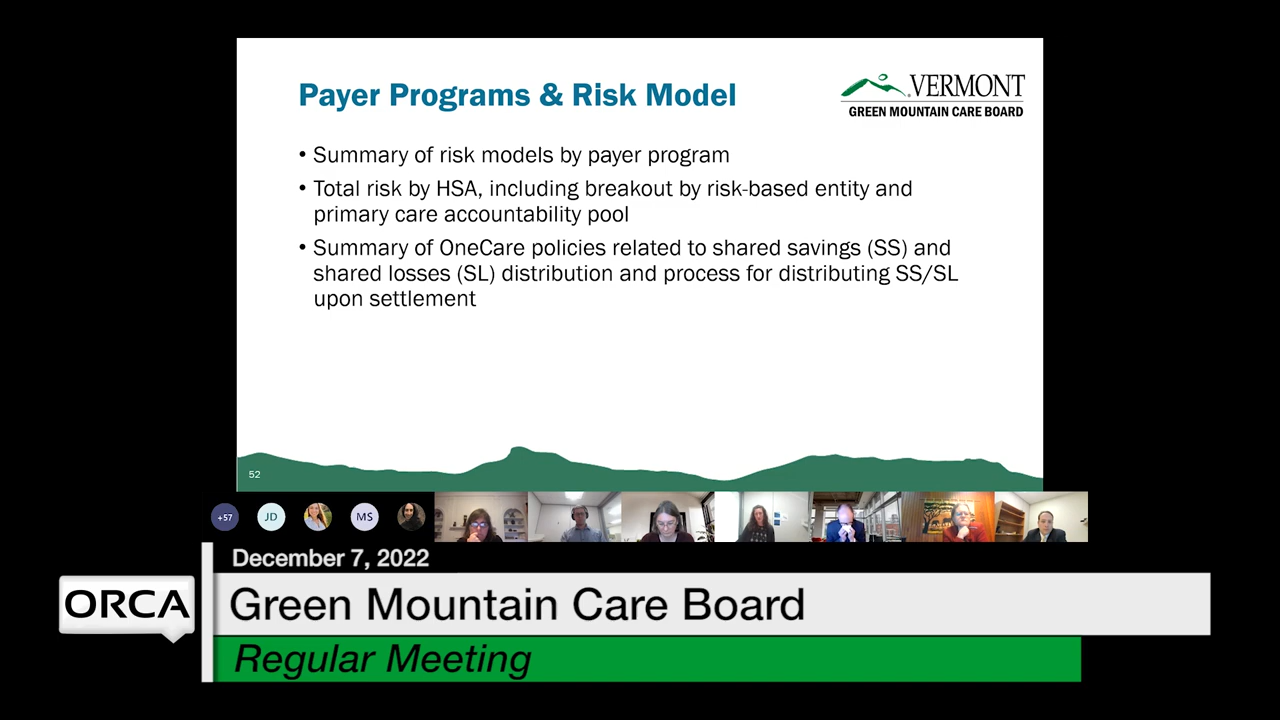 Payer Programs & Risk Model
VERMONT
GREEN MOUNTAIN CARE BOARD
• Summary of risk models by payer program
• Total risk by HSA, including breakout by risk-based entity and
primary care accountability pool
• Summary of OneCare policies related to shared savings (SS) and
shared losses (SL) distribution and process for distributing SS/SL
upon settlement
52
+57
JD
MS
December 7, 2022
ORCA
Green Mountain Care Board
Regular Meeting